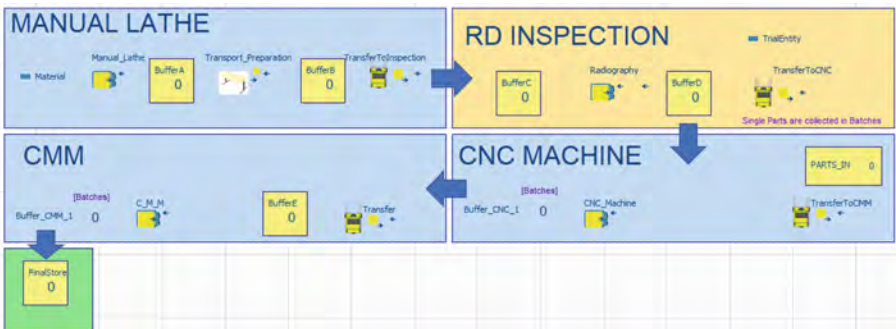 MANUAL LATHE
Material
Manual_Lathe
BufferA
0
Transport_Preparation
BufferB
0
TransferToInspection
RD INSPECTION
TrialEntity
BufferC
0
Radiography
BufferD
0
TransferToCNC
Single Parts are collected in Batches
CMM
[Batches]
Buffer_CMM_1 0
C_M_M
BufferE
0
Transfer
CNC MACHINE
PARTS_IN 0
[Batches]
Buffer_CNC_1 0
CNC_Machine
TransferToCMM
FinalStore
0